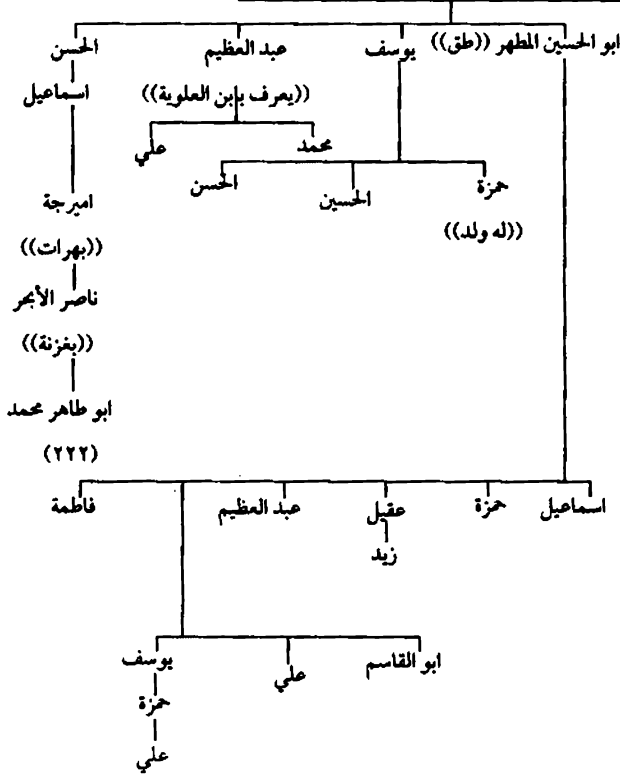 ابو الحسين المطهر ((طق)) يوسف عبد العظيم الحسن
((يعرف بابن العلوية)) اسماعيل
محمد علي
حمزة الحسين الحسن اميرجة
((له ولد)) ((بهرات))
ناصر الأبحر
((بغزنة))
ابو طاهر محمد
(٢٢٢)
اسماعيل حمزة عقيل عبد العظيم فاطمة
زيد
ابو القاسم علي يوسف
حمزة
علي